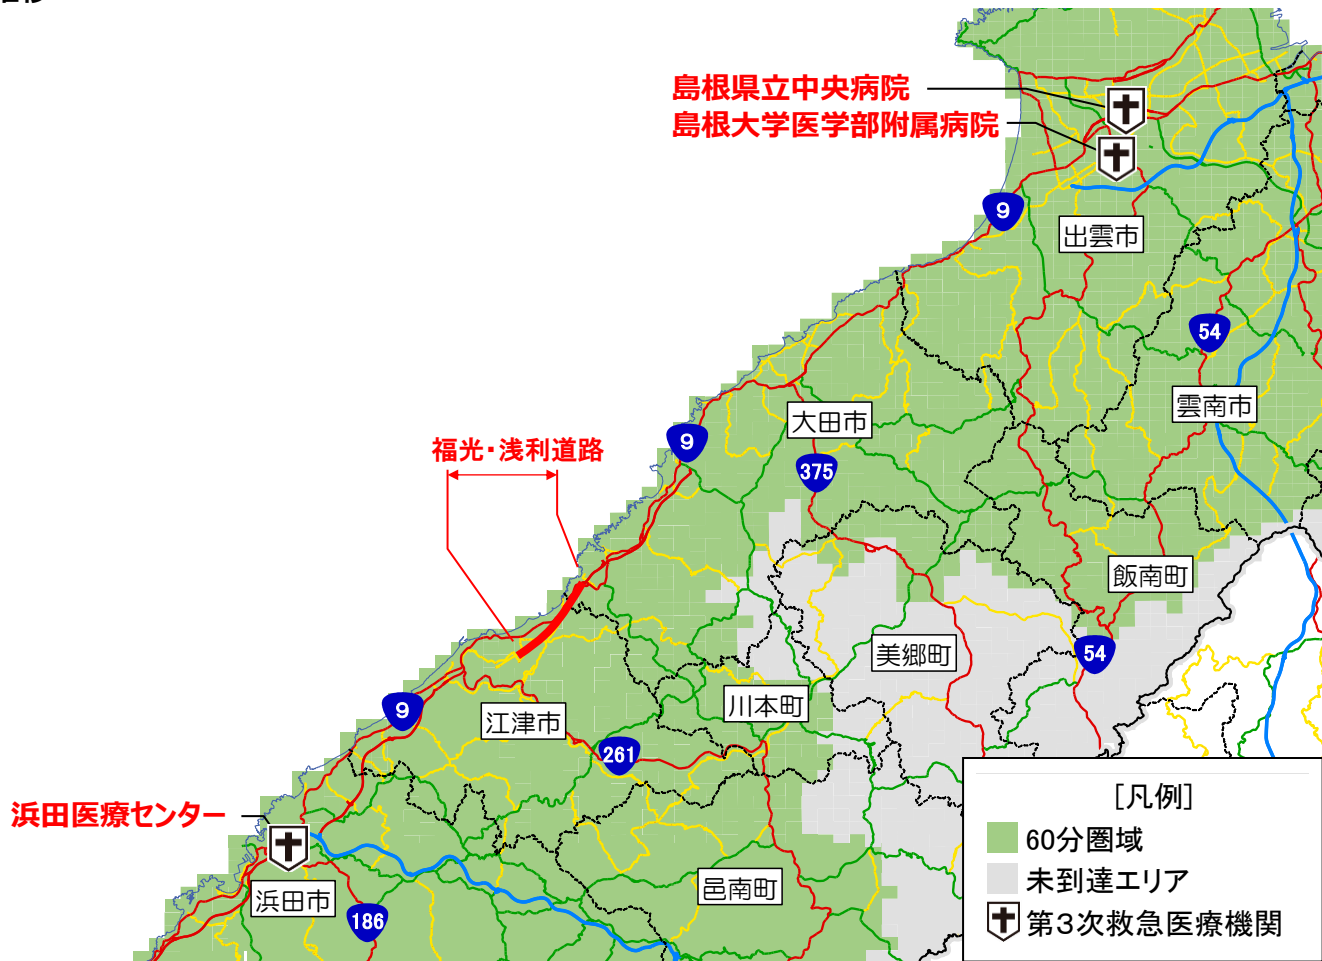 島根県立中央病院
島根大学医学部附属病院
9
出雲市
54
雲南市
大田市
9
375
福光・浅利道路
飯南町
美郷町
54
川本町
9
江津市
261
浜田医療センター
浜田市
186
邑南町
[凡例]
60分圏域
未到達エリア
第3次救急医療機関